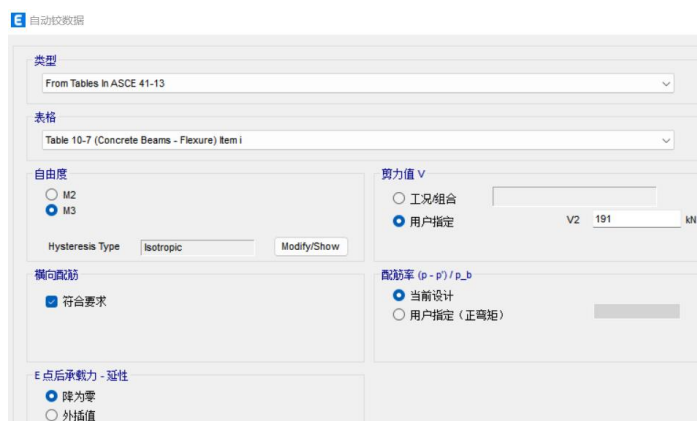 E 自动铰数据
类型
From Tables In ASCE 41-13
表格
Table 10-7 (Concrete Beams - Flexure) Item i
自由度
M2
M3
Hysteresis Type Isotropic Modify/Show
剪力值 V
工况/组合
用户指定 V2 191 kN
横向配筋
符合要求
配筋率 (p - p') / p_b
当前设计
用户指定（正弯矩）
E 点后承载力 - 延性
降为零
外插值